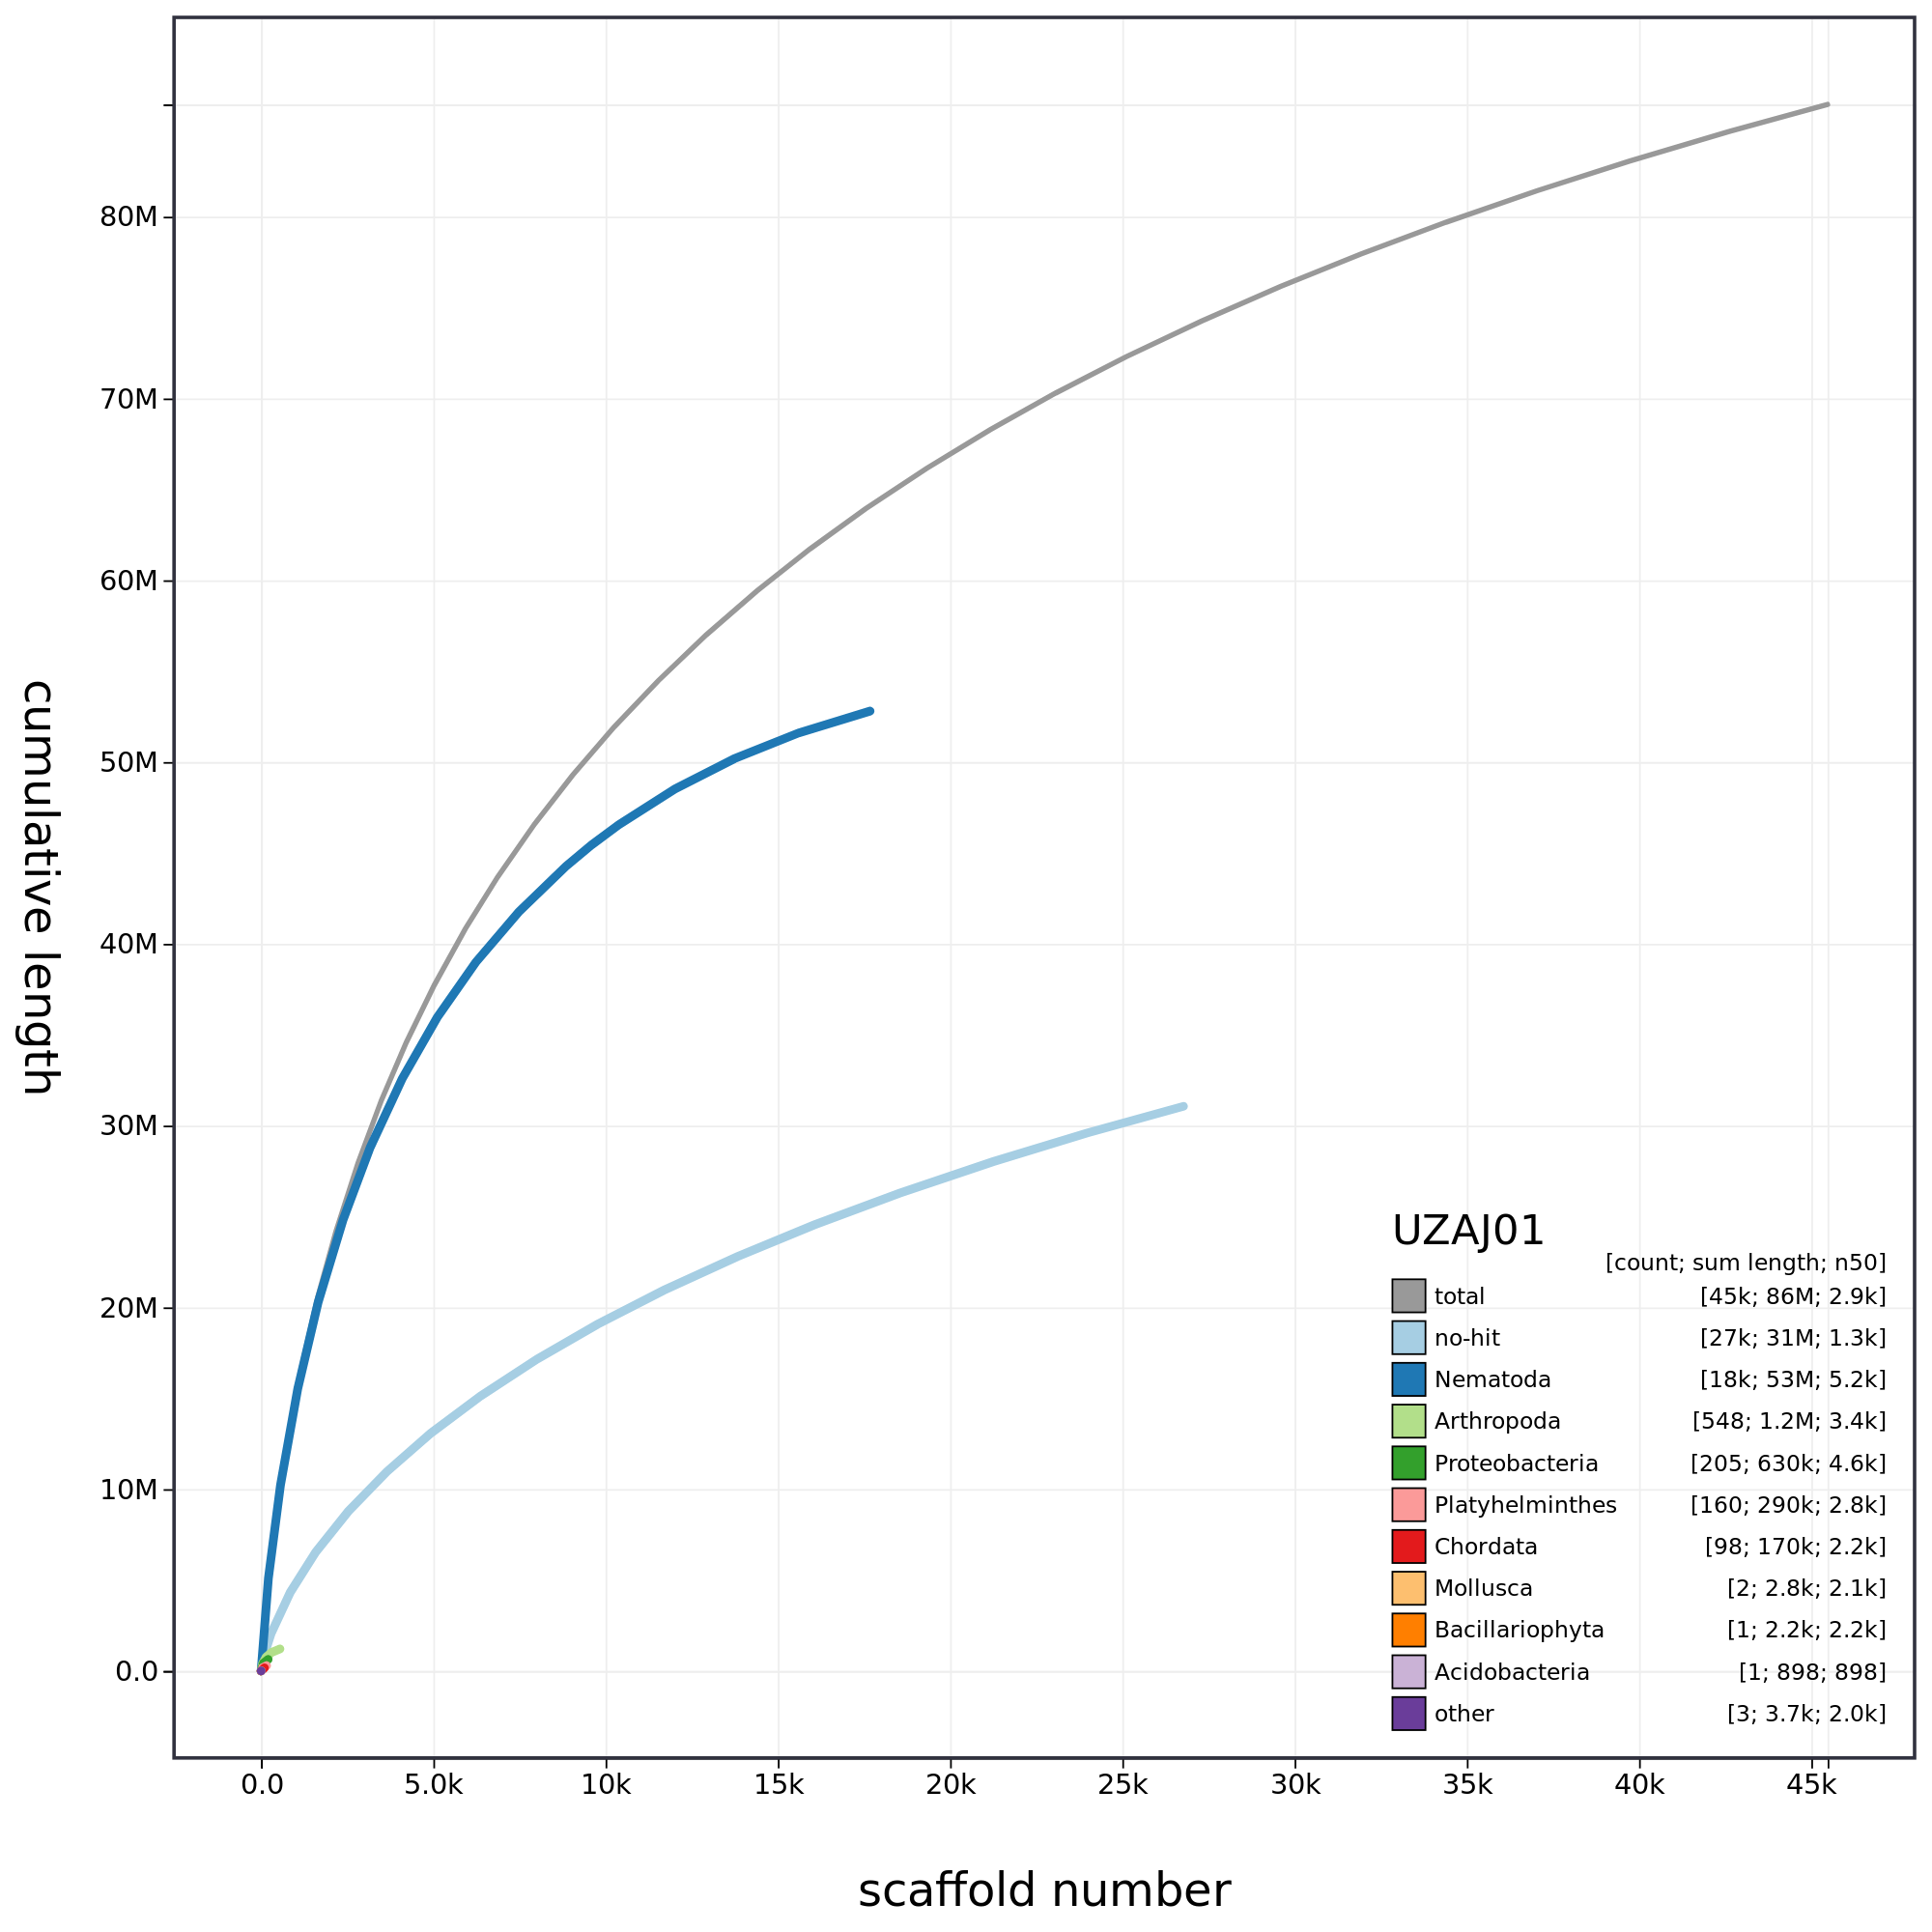 cumulative length
80M
70M
60M
50M
40M
30M
20M
10M
0.0
UZAJ01
[count; sum length; n50]
total [45k; 86M; 2.9k]
no-hit [27k; 31M; 1.3k]
Nematoda [18k; 53M; 5.2k]
Arthropoda [548; 1.2M; 3.4k]
Proteobacteria [205; 630k; 4.6k]
Platyhelminthes [160; 290k; 2.8k]
Chordata [98; 170k; 2.2k]
Mollusca [2; 2.8k; 2.1k]
Bacillariophyta [1; 2.2k; 2.2k]
Acidobacteria [1; 898; 898]
other [3; 3.7k; 2.0k]
0.0 5.0k 10k 15k 20k 25k 30k 35k 40k 45k
scaffold number